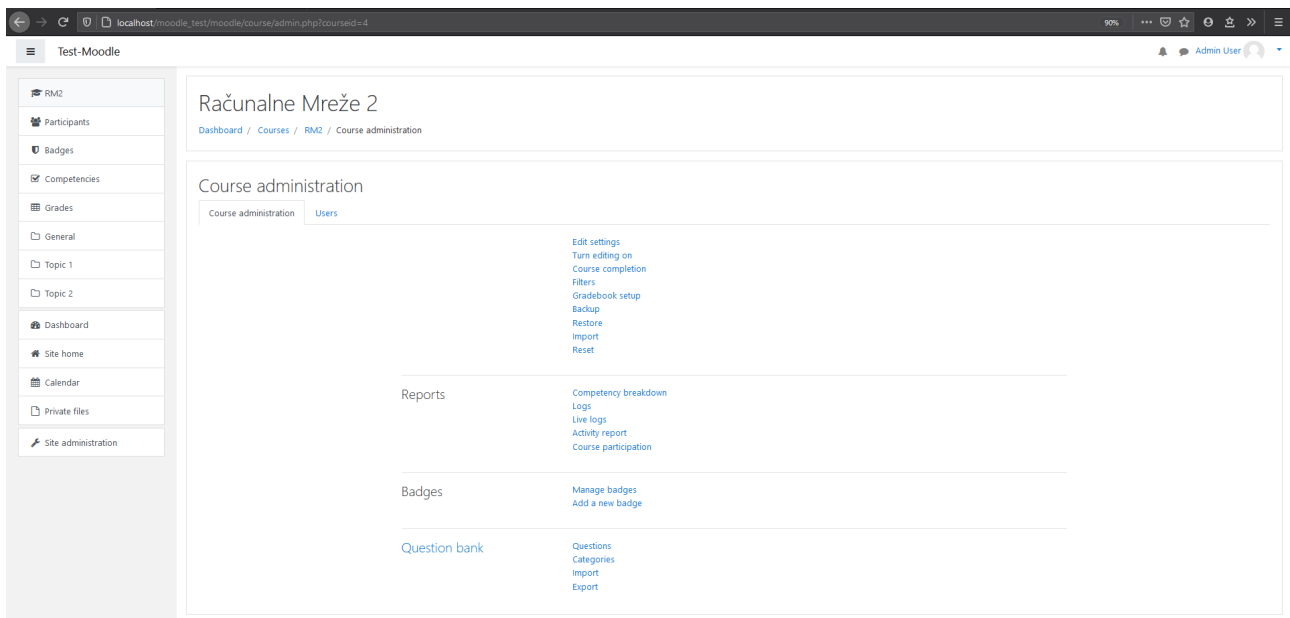 localhost/moodle_test/moodle/course/admin.php?courseid=4
90%
Test-Moodle
Admin User
RM2
Participants
Badges
Competencies
Grades
General
Topic 1
Topic 2
Dashboard
Site home
Calendar
Private files
Site administration
Računalne Mreže 2
Dashboard / Courses / RM2 / Course administration
Course administration
Course administration Users
Edit settings
Turn editing on
Course completion
Filters
Gradebook setup
Backup
Restore
Import
Reset
Reports
Competency breakdown
Logs
Live logs
Activity report
Course participation
Badges
Manage badges
Add a new badge
Question bank
Questions
Categories
Import
Export